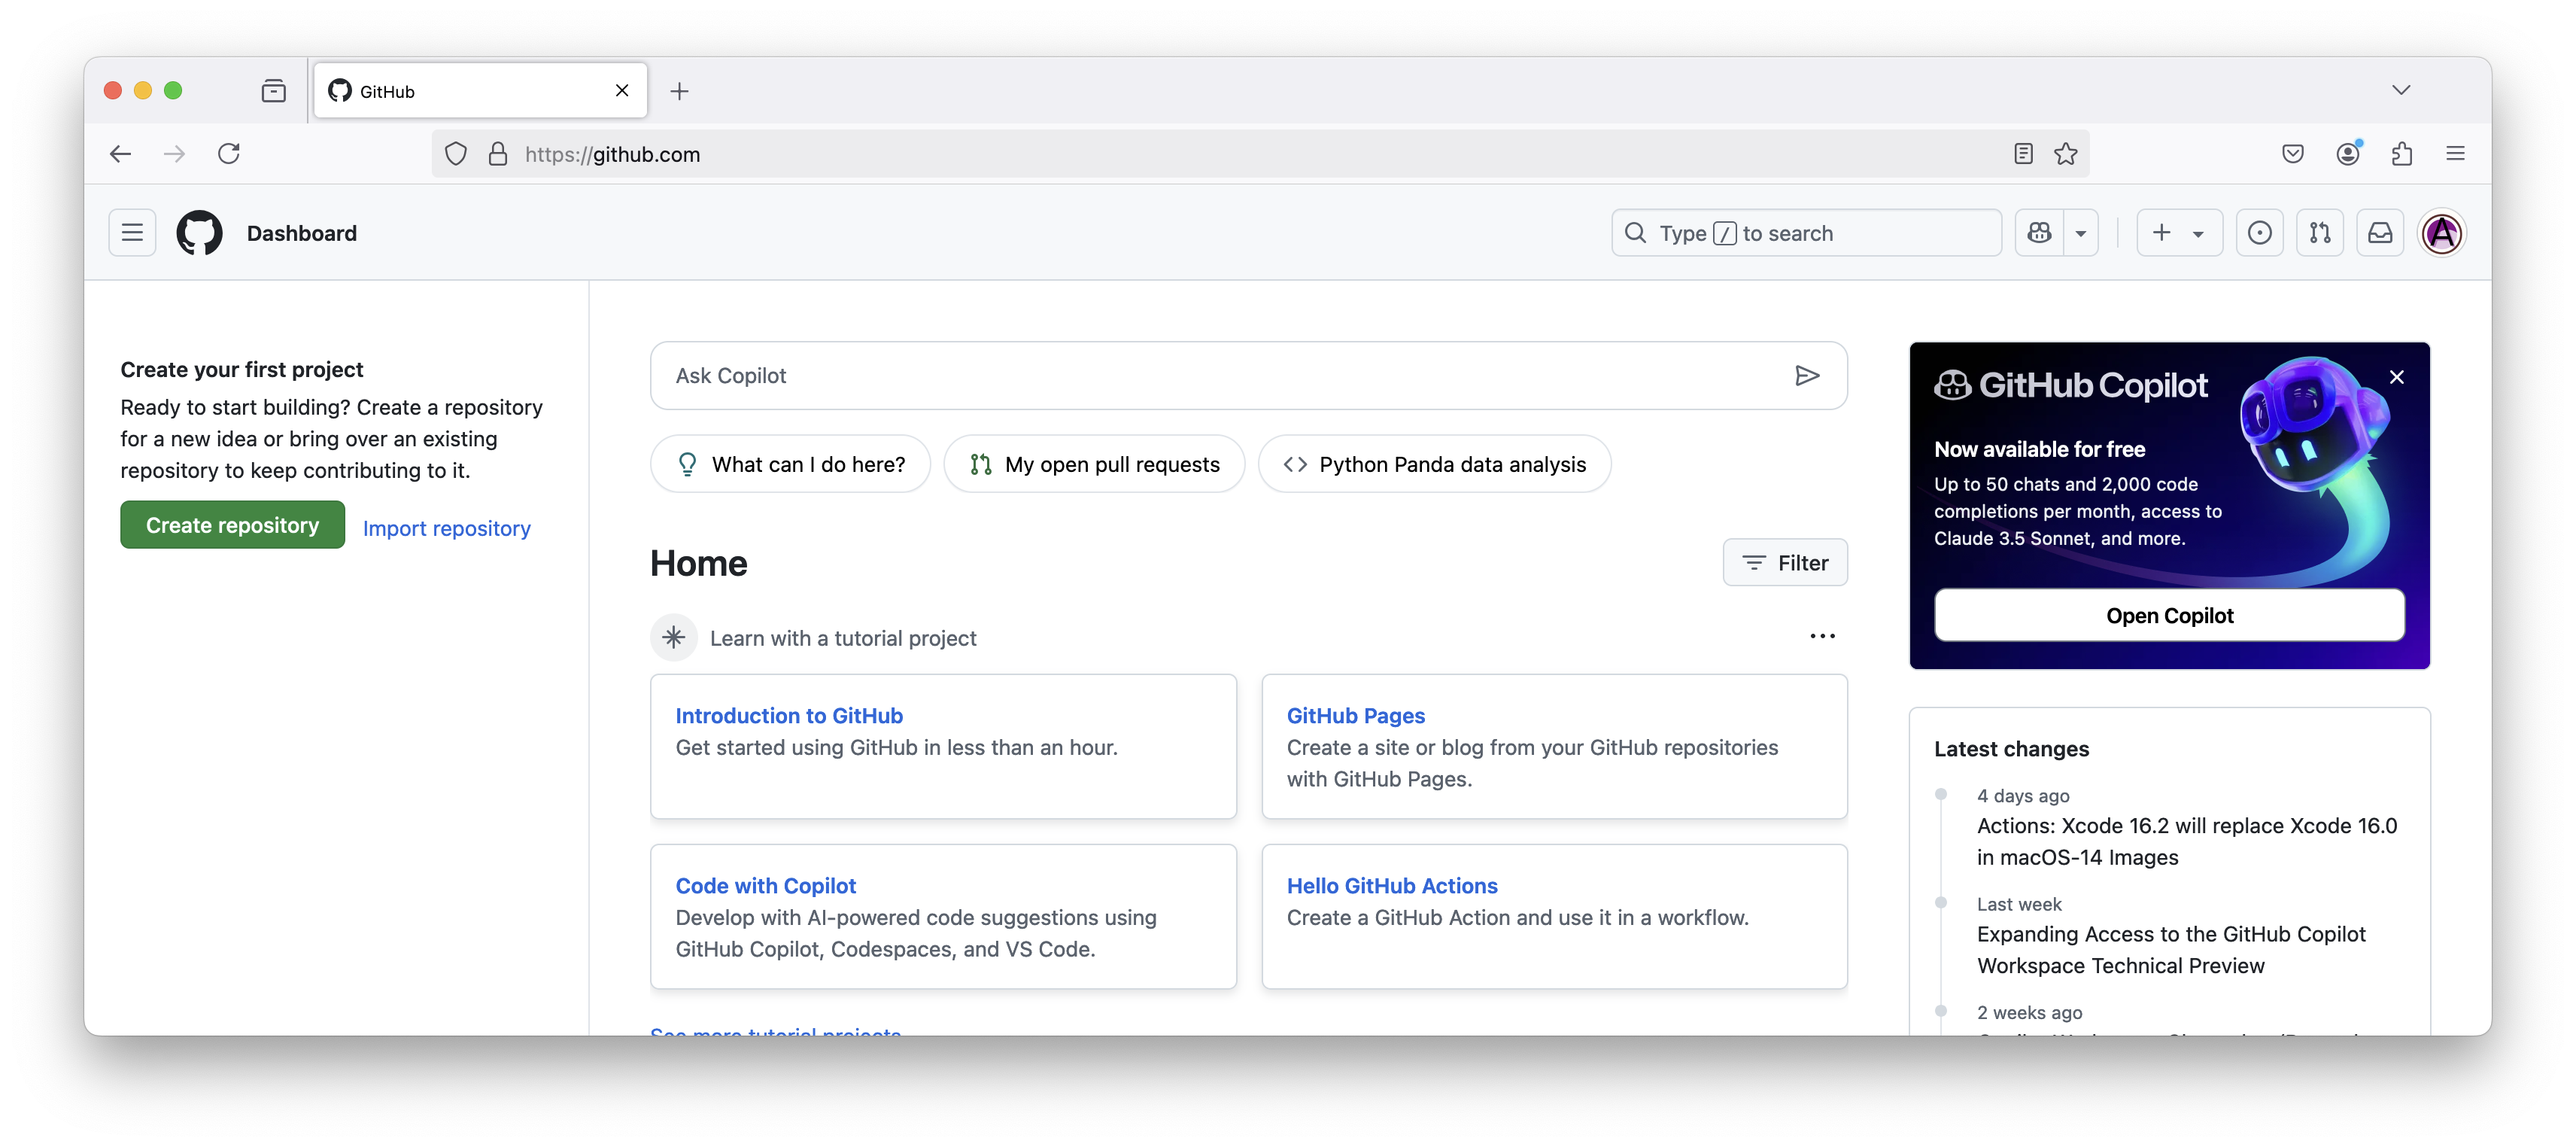 GitHub
https://github.com
Dashboard
Type / to search
A
Create your first project
Ready to start building? Create a repository
for a new idea or bring over an existing
repository to keep contributing to it.
Create repository
Import repository
Ask Copilot
What can I do here?
My open pull requests
Python Panda data analysis
Home
Filter
Learn with a tutorial project
Introduction to GitHub
Get started using GitHub in less than an hour.
GitHub Pages
Create a site or blog from your GitHub repositories
with GitHub Pages.
Code with Copilot
Develop with AI-powered code suggestions using
GitHub Copilot, Codespaces, and VS Code.
Hello GitHub Actions
Create a GitHub Action and use it in a workflow.
See more tutorial projects
GitHub Copilot
Now available for free
Up to 50 chats and 2,000 code
completions per month, access to
Claude 3.5 Sonnet, and more.
Open Copilot
Latest changes
4 days ago
Actions: Xcode 16.2 will replace Xcode 16.0
in macOS-14 Images
Last week
Expanding Access to the GitHub Copilot
Workspace Technical Preview
2 weeks ago